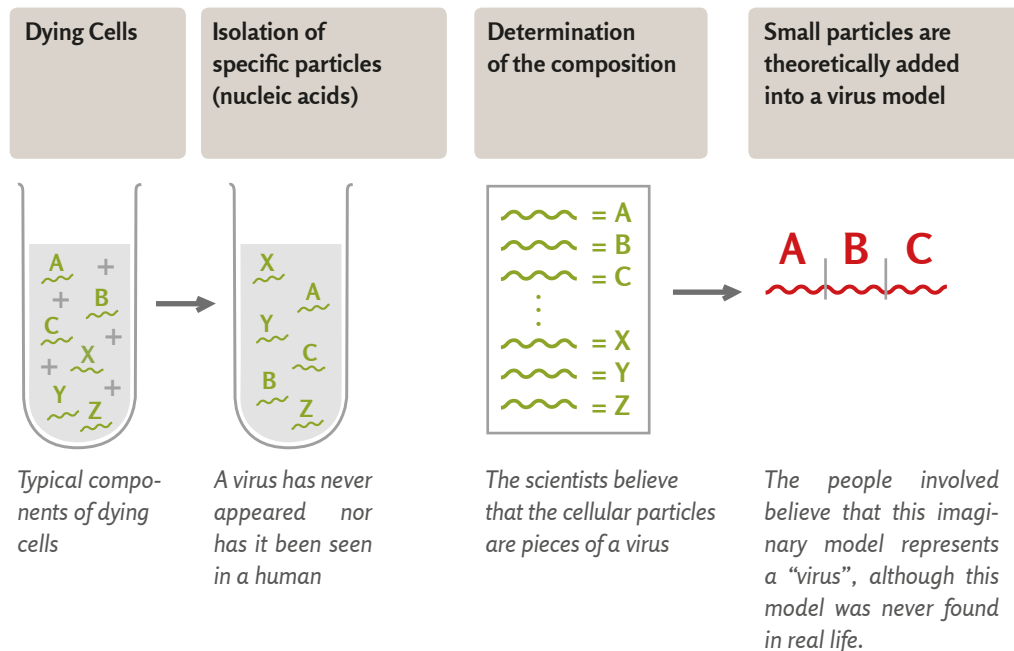 Dying Cells
Isolation of
specific particles
(nucleic acids)
Determination
of the composition
Small particles are
theoretically added
into a virus model
A
+
+
B
C
+
X
+
+
Y
Z
X
A
Y
C
B
Z
= A
= B
= C
= X
= Y
= Z
A B C
Typical compo-
nents of dying
cells
A virus has never
appeared nor
has it been seen
in a human
The scientists believe
that the cellular particles
are pieces of a virus
The people involved
believe that this imagi-
nary model represents
a “virus”, although this
model was never found
in real life.